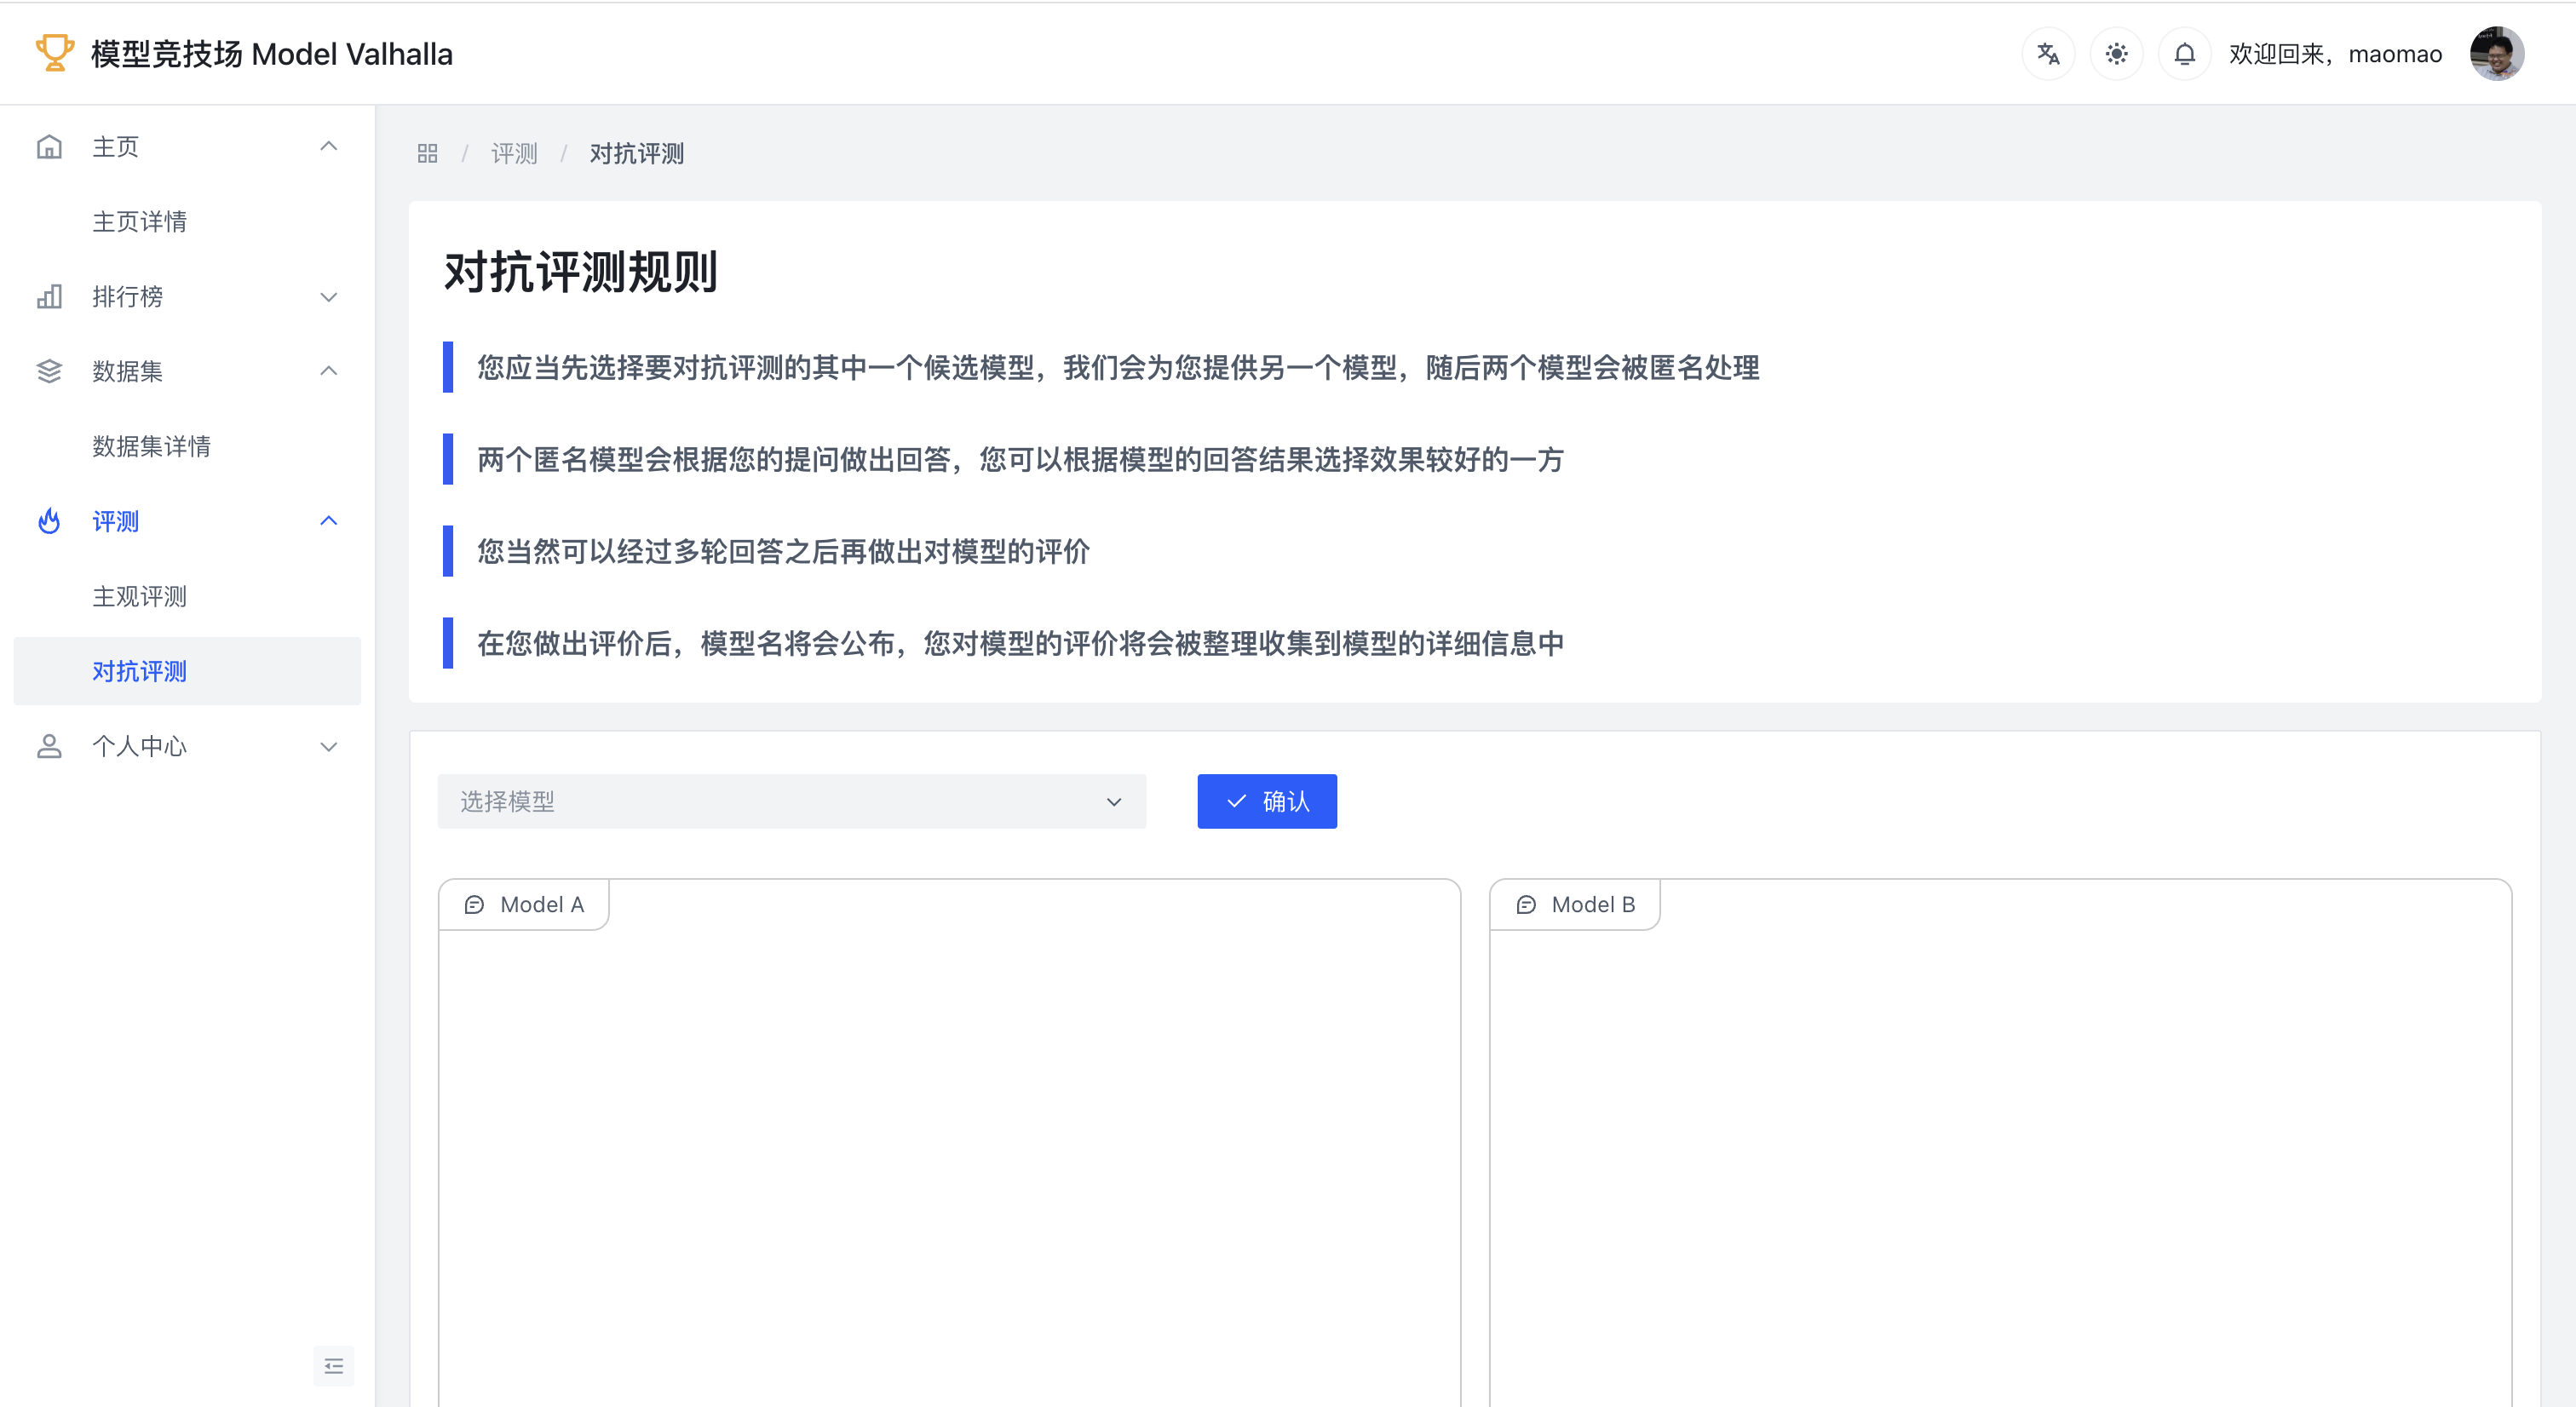 模型竞技场 Model Valhalla
欢迎回来，maomao
主页
主页详情
排行榜
数据集
数据集详情
评测
主观评测
对抗评测
个人中心
/ 评测 / 对抗评测
对抗评测规则
您应当先选择要对抗评测的其中一个候选模型，我们会为您提供另一个模型，随后两个模型会被匿名处理
两个匿名模型会根据您的提问做出回答，您可以根据模型的回答结果选择效果较好的一方
您当然可以经过多轮回答之后再做出对模型的评价
在您做出评价后，模型名将会公布，您对模型的评价将会被整理收集到模型的详细信息中
选择模型
确认
Model A
Model B